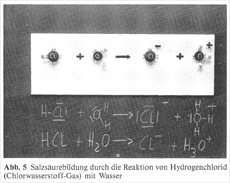 Cl + O → Cl⁻ + O⁺
H–C̅l̲| + |O̅–H H → |C̅l̲|⁻ + H–O̅–H⁺ H
HCl + H₂O → Cl⁻ + H₃O⁺
Abb. 5 Salzsäurebildung durch die Reaktion von Hydrogenchlorid
(Chlorwasserstoff-Gas) mit Wasser